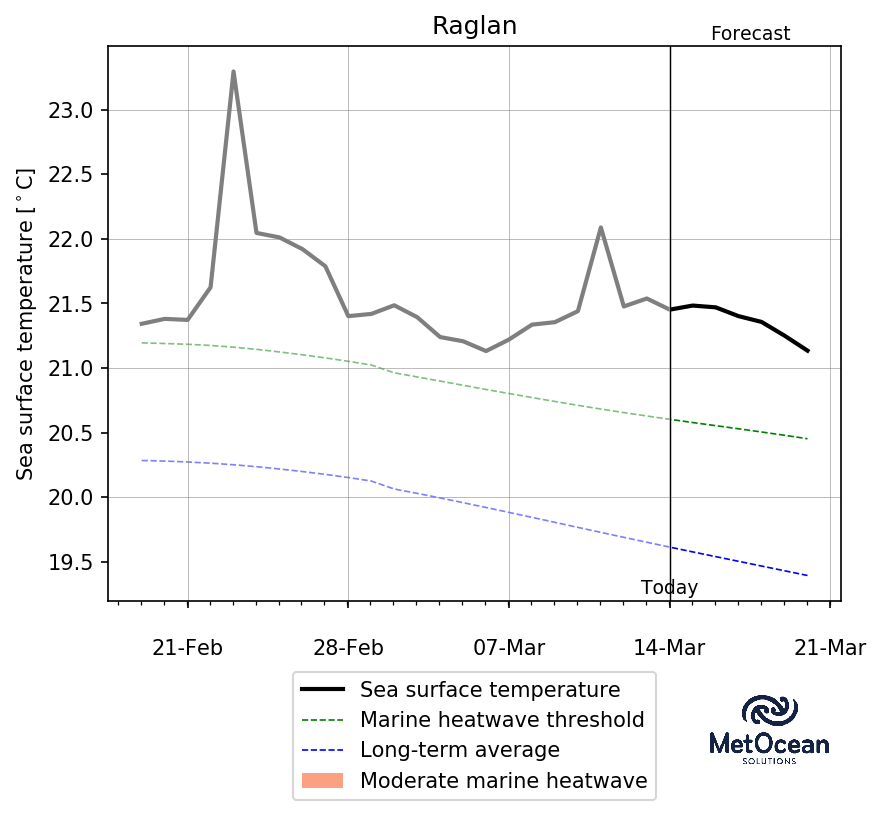 Raglan
Forecast
Sea surface temperature [°C]
23.0
22.5
22.0
21.5
21.0
20.5
20.0
19.5
Today
21-Feb 28-Feb 07-Mar 14-Mar 21-Mar
Sea surface temperature
Marine heatwave threshold
Long-term average
Moderate marine heatwave
MetOcean
SOLUTIONS